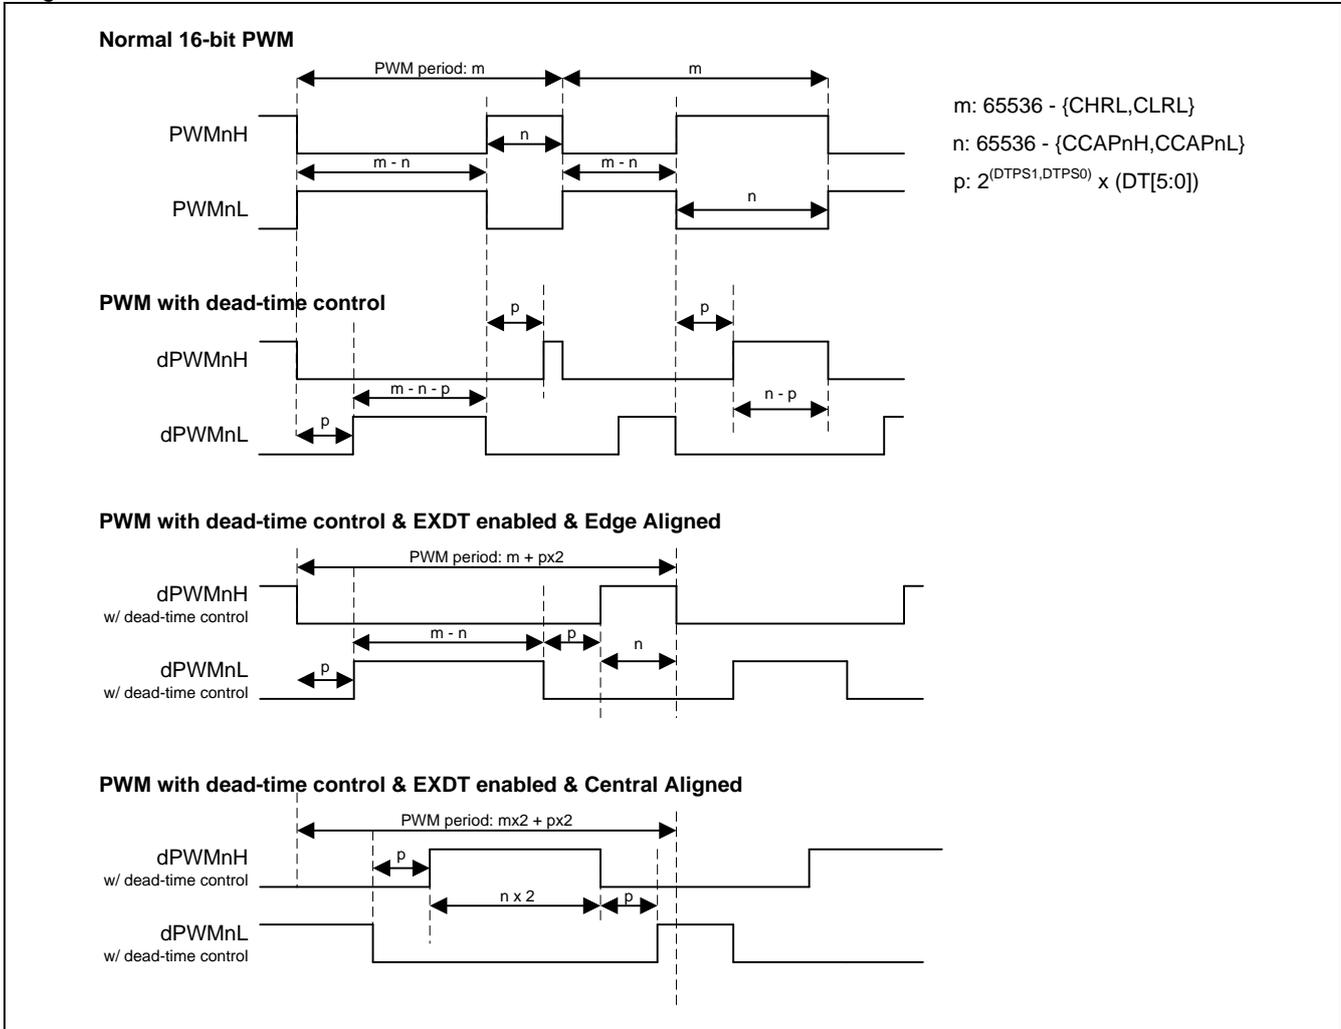 Normal 16-bit PWM
PWM period: m
m
m: 65536 - {CHRL,CLRL}
PWMnH
n
n: 65536 - {CCAPnH,CCAPnL}
m - n
m - n
p: 2(DTPS1,DTPS0) x (DT[5:0])
PWMnL
n
PWM with dead-time control
p
p
dPWMnH
m - n - p
n - p
p
dPWMnL
PWM with dead-time control & EXDT enabled & Edge Aligned
PWM period: m + px2
dPWMnH
w/ dead-time control
m - n
p
n
p
dPWMnL
w/ dead-time control
PWM with dead-time control & EXDT enabled & Central Aligned
PWM period: mx2 + px2
p
dPWMnH
w/ dead-time control
n x 2
p
dPWMnL
w/ dead-time control